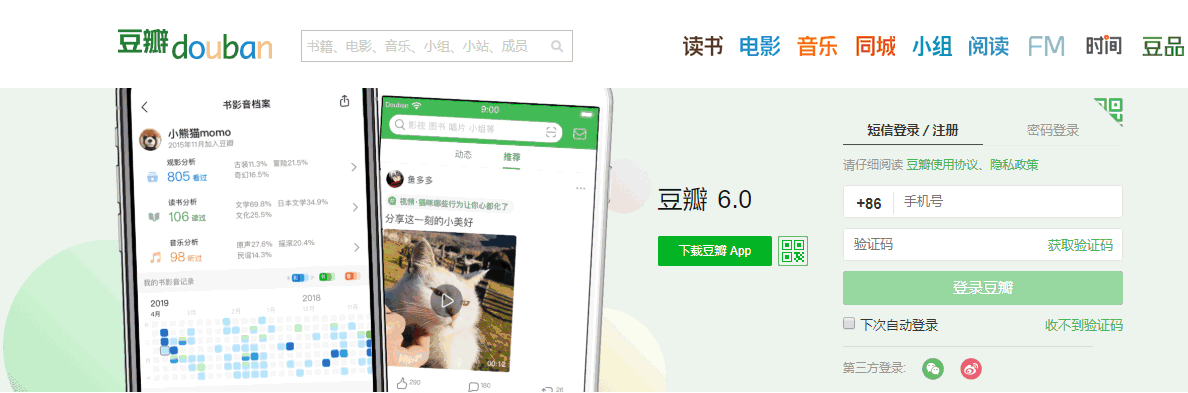 豆瓣douban
书籍、电影、音乐、小组、小站、成员
读书 电影 音乐 同城 小组 阅读 FM 时间 豆品
书影音档案
小熊猫momo
2015年11月加入豆瓣
观影分析
805 看过
古装11.3% 冒险21.5%
奇幻16.5%
读书分析
106 读过
文学69.8% 日本文学34.9%
文化25.5%
音乐分析
98 听过
原声27.6% 摇滚20.4%
民谣14.3%
我的书影音记录
2019
2018
4月
Douban
9:00
影视 图书 唱片 小组等
动态
推荐
鱼多多
视频·猫咪哪些行为让你心都化了
分享这一刻的小美好
00:12
290
180
28
豆瓣 6.0
下载豆瓣 App
短信登录 / 注册
密码登录
请仔细阅读 豆瓣使用协议、隐私政策
+86
手机号
验证码
获取验证码
登录豆瓣
下次自动登录
收不到验证码
第三方登录: